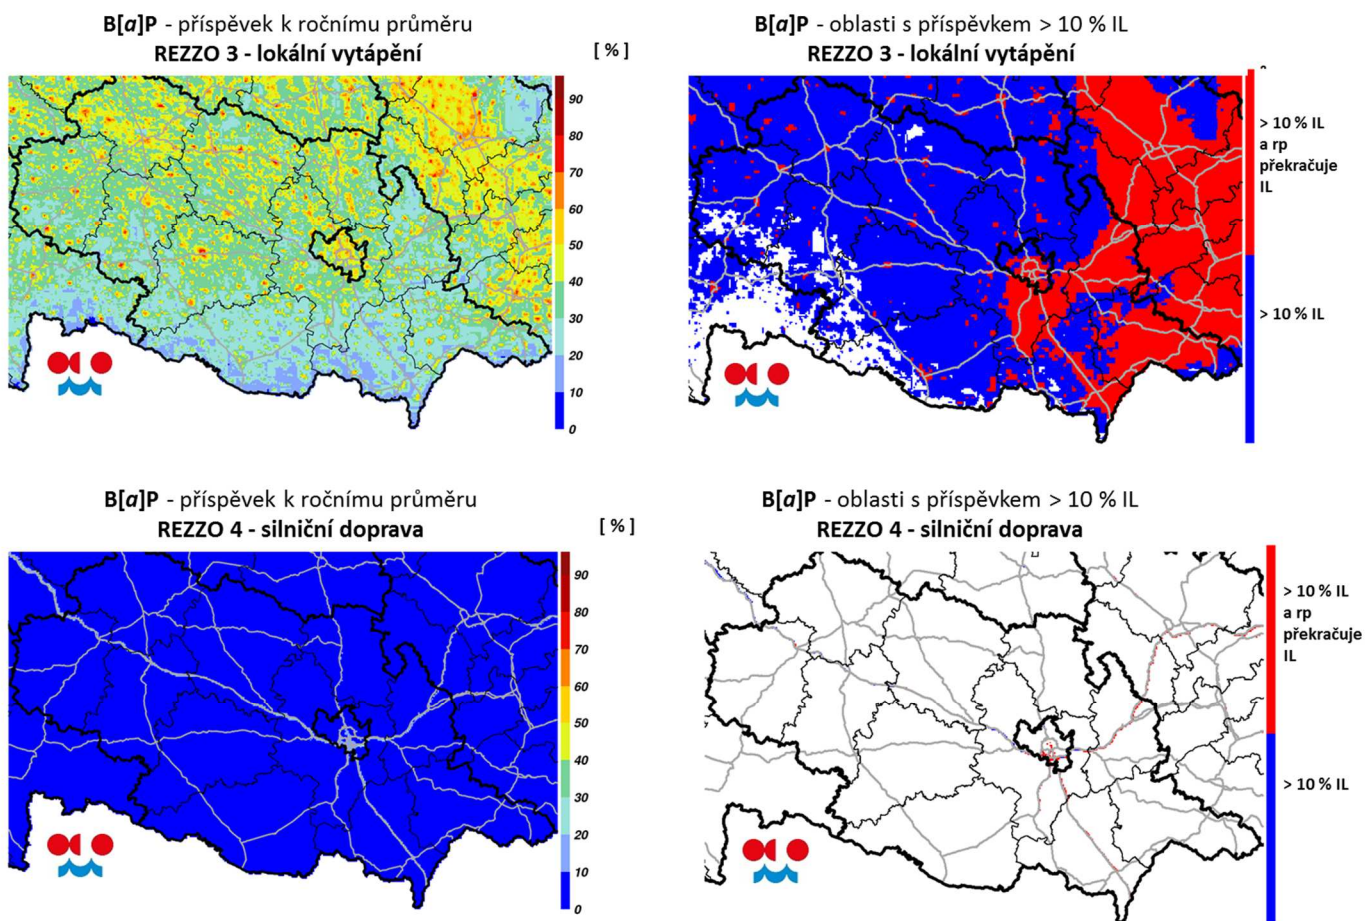 B[a]P - příspěvek k ročnímu průměru
REZZO 3 - lokální vytápění
[ % ]
90
80
70
60
50
40
30
20
10
0
B[a]P - oblasti s příspěvkem > 10 % IL
REZZO 3 - lokální vytápění
> 10 % IL
a rp
překračuje
IL
> 10 % IL
B[a]P - příspěvek k ročnímu průměru
REZZO 4 - silniční doprava
[ % ]
90
80
70
60
50
40
30
20
10
0
B[a]P - oblasti s příspěvkem > 10 % IL
REZZO 4 - silniční doprava
> 10 % IL
a rp
překračuje
IL
> 10 % IL